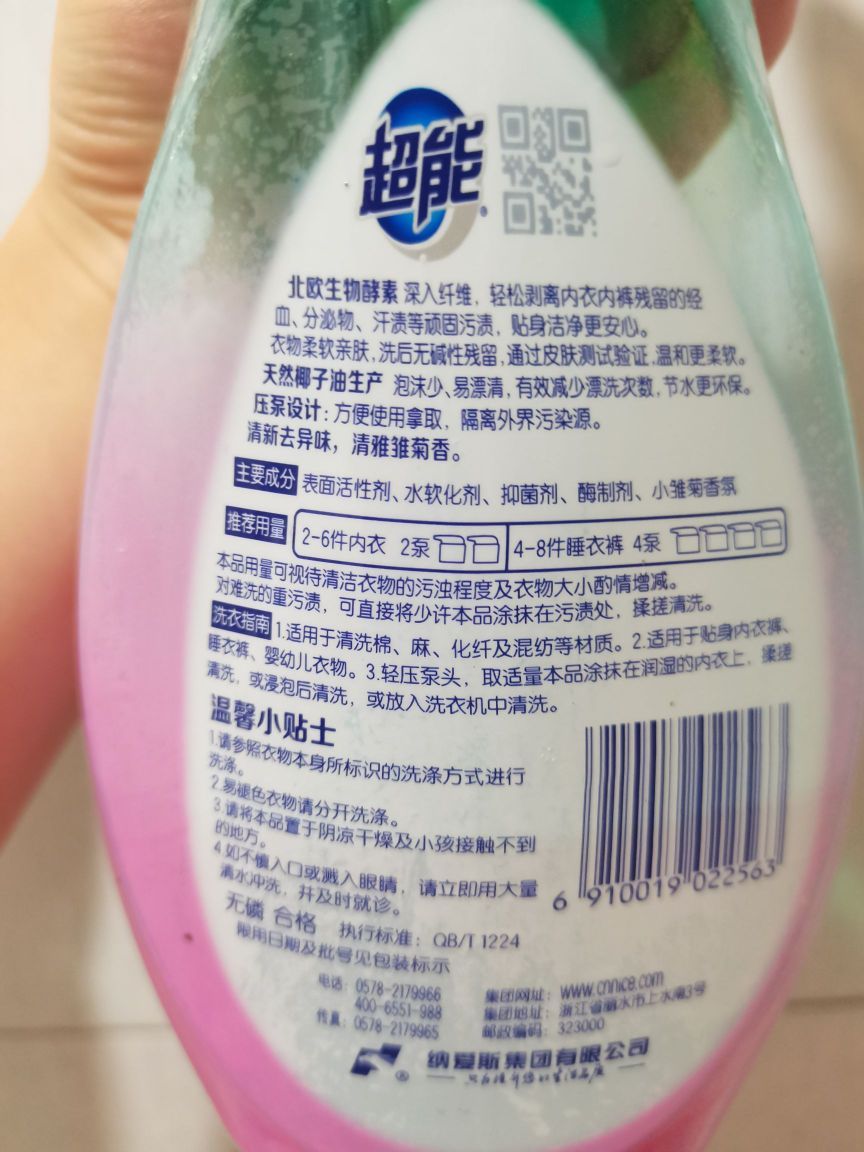 超能
北欧生物酵素 深入纤维，轻松剥离内衣内裤残留的经
血、分泌物、汗渍等顽固污渍，贴身洁净更安心。
衣物柔软亲肤，洗后无碱性残留，通过皮肤测试验证，温和更柔软。
天然椰子油生产 泡沫少、易漂清，有效减少漂洗次数，节水更环保。
压泵设计：方便使用拿取，隔离外界污染源。
清新去异味，清雅雏菊香。
主要成分 表面活性剂、水软化剂、抑菌剂、酶制剂、小雏菊香氛
推荐用量 2-6件内衣 2泵 4-8件睡衣裤 4泵
本品用量可视待清洁衣物的污浊程度及衣物大小酌情增减。
对难洗的重污渍，可直接将少许本品涂抹在污渍处，揉搓清洗。
洗衣指南 1.适用于清洗棉、麻、化纤及混纺等材质。2.适用于贴身内衣裤、
睡衣裤、婴幼儿衣物。3.轻压泵头，取适量本品涂抹在润湿的内衣上，揉搓
清洗，或浸泡后清洗，或放入洗衣机中清洗。
温馨小贴士
1.请参照衣物本身所标识的洗涤方式进行
洗涤。
2.易褪色衣物请分开洗涤。
3.请将本品置于阴凉干燥及小孩接触不到
的地方。
4.如不慎入口或溅入眼睛，请立即用大量
清水冲洗，并及时就诊。
6 910019 022563
无磷 合格 执行标准：QB/T 1224
限用日期及批号见包装标示
电话：0578-2179966
400-6551-988
传真：0578-2179965
集团网址：www.cnnice.com
集团地址：浙江省丽水市上水南3号
邮政编码：323000
纳爱斯集团有限公司